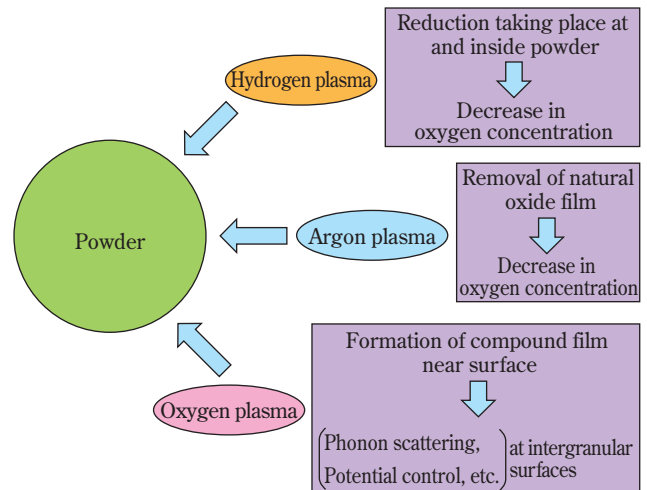 Reduction taking place at
and inside powder
Hydrogen plasma
Decrease in
oxygen concentration
Powder
Argon plasma
Removal of natural
oxide film
Decrease in
oxygen concentration
Oxygen plasma
Formation of compound film
near surface
(Phonon scattering,
Potential control, etc.) at intergranular
surfaces